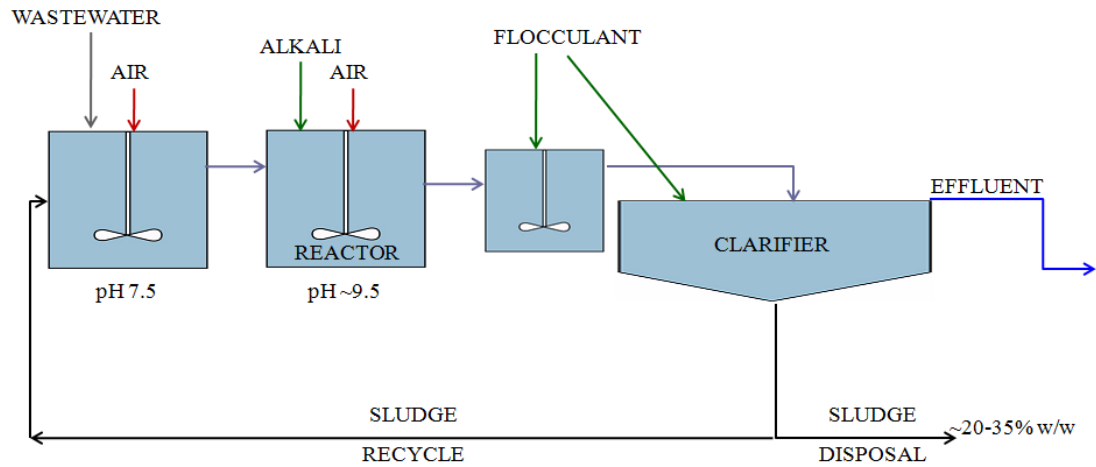 WASTEWATER
AIR
ALKALI
AIR
FLOCCULANT
EFFLUENT
CLARIFIER
REACTOR
pH 7.5
pH ~9.5
SLUDGE
RECYCLE
SLUDGE
DISPOSAL
~20-35% w/w